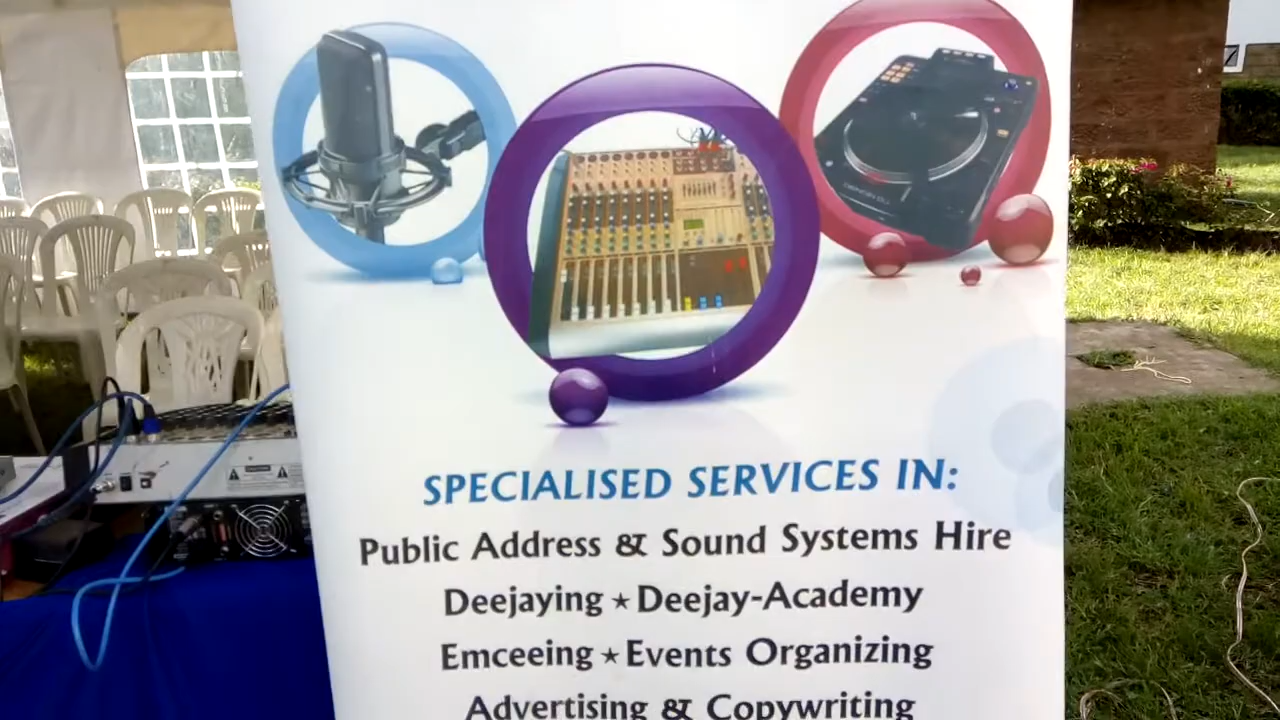 SPECIALISED SERVICES IN:
Public Address & Sound Systems Hire
Deejaying ★ Deejay-Academy
Emceeing ★ Events Organizing
Advertising & Copywriting